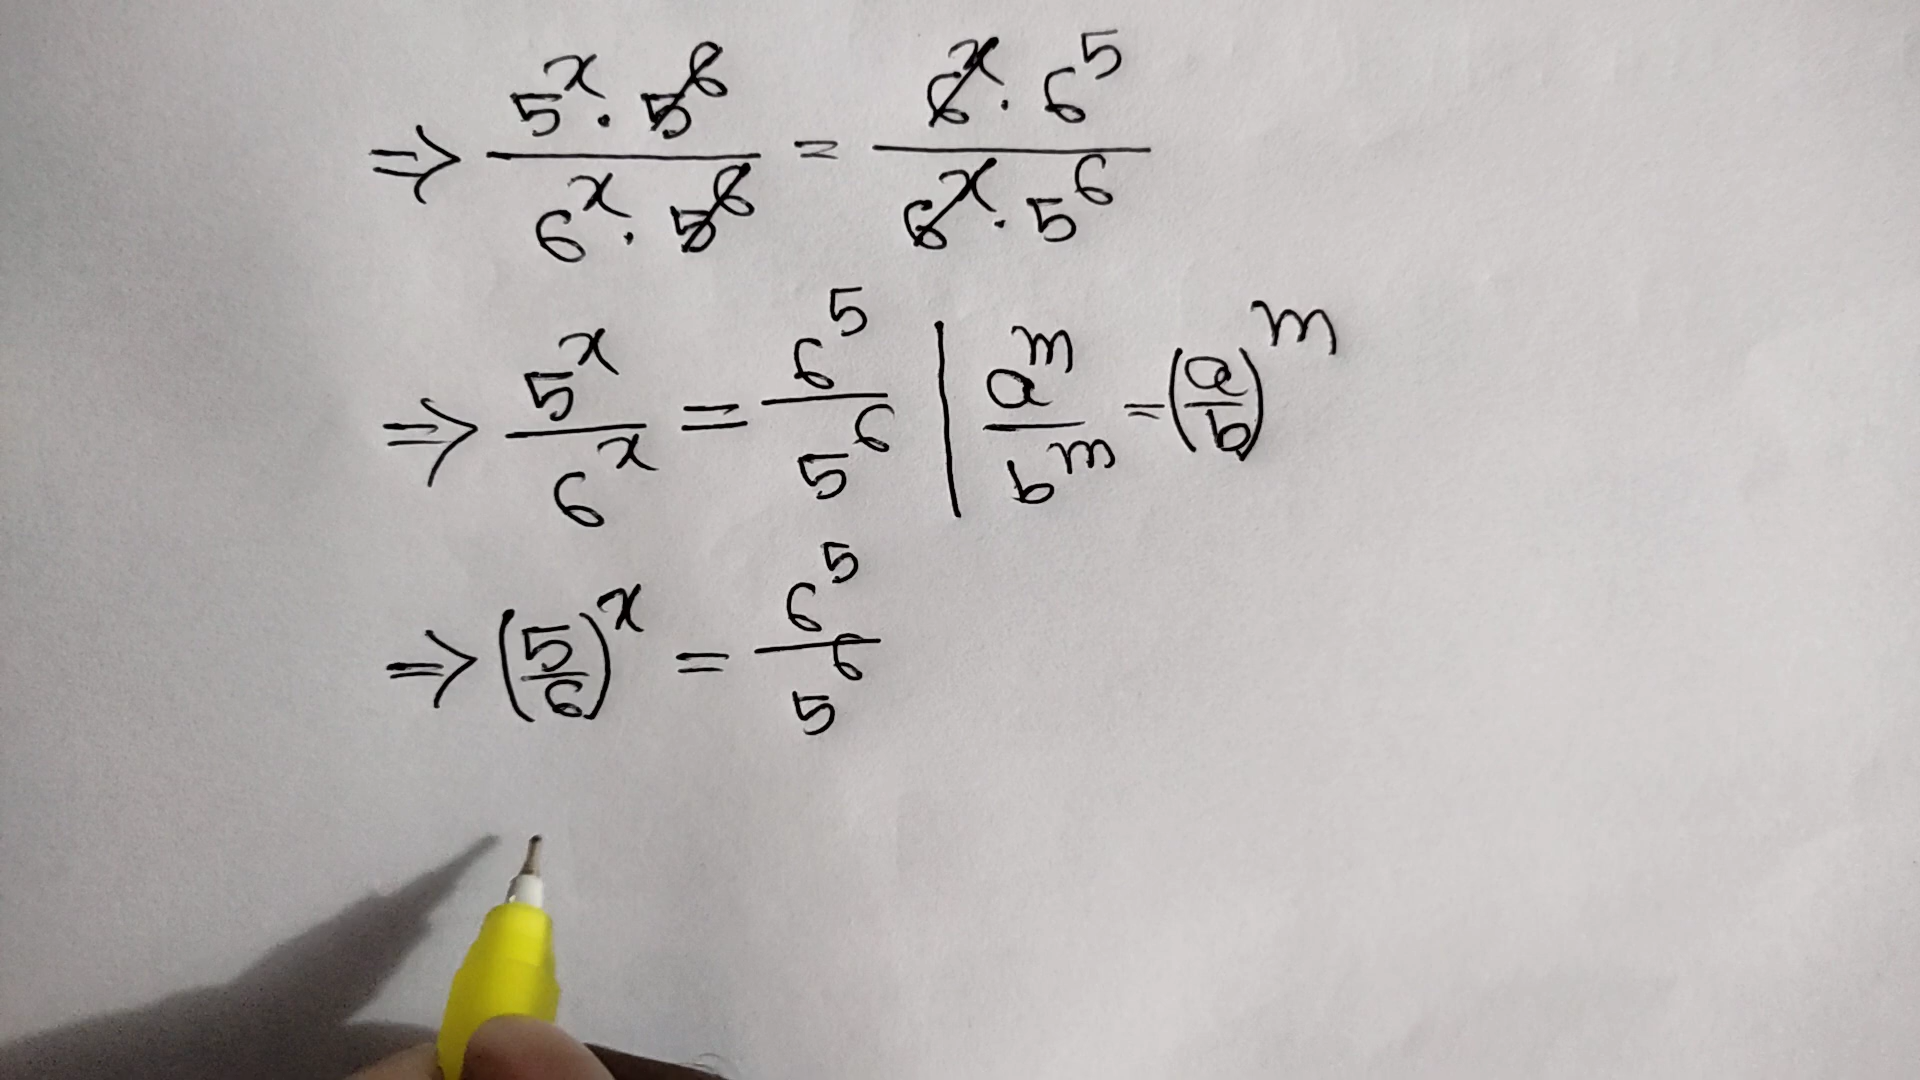 ⇒ (5^x · 5^6)/(6^x · 5^6) = (6^x · 6^5)/(6^x · 5^6)
⇒ 5^x/6^x = 6^5/5^6 | a^m/b^m = (a/b)^m
⇒ (5/6)^x = 6^5/5^6